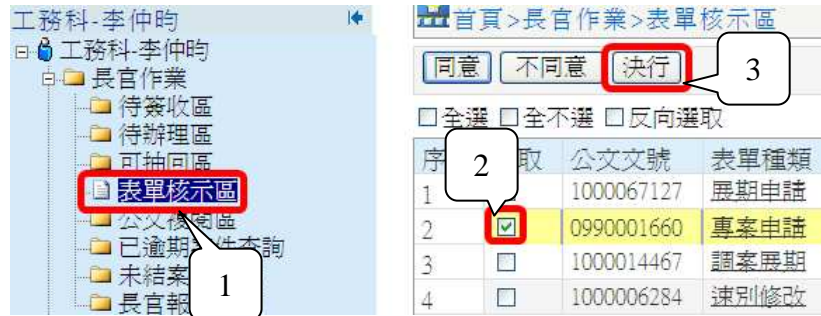 工務科-李仲昀
工務科-李仲昀
長官作業
待簽收區
待辦理區
可抽回區
表單核示區
已逾期
查詢
未結案
長官報
1
首頁>長官作業>表單核示區
同意 不同意 決行
3
全選 全不選 反向選取
序 取 公文文號 表單種類
2
1 1000067127 展期申請
2 0990001660 專案申請
3 1000014467 調案展期
4 1000006284 速別修改